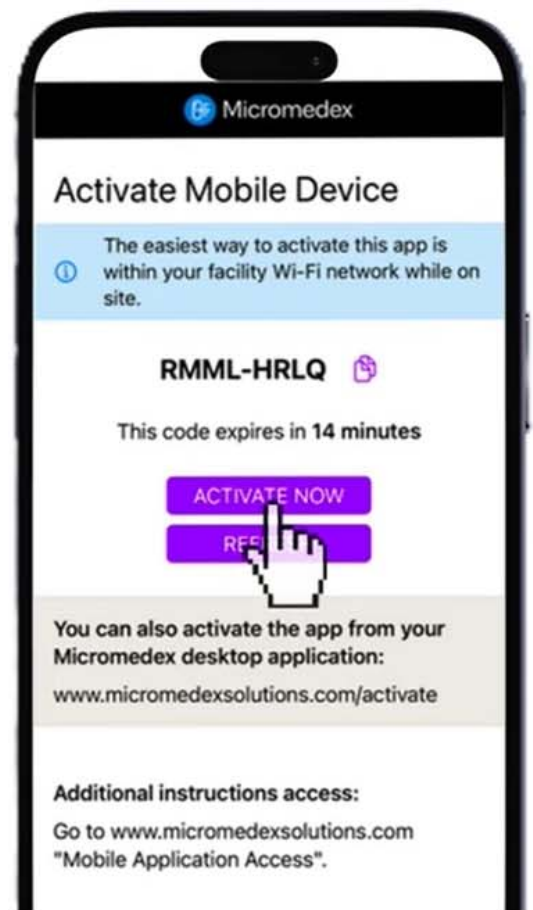 Micromedex
Activate Mobile Device
The easiest way to activate this app is
within your facility Wi-Fi network while on
site.
RMML-HRLQ
This code expires in 14 minutes
ACTIVATE NOW
You can also activate the app from your
Micromedex desktop application:
www.micromedexsolutions.com/activate
Additional instructions access:
Go to www.micromedexsolutions.com
"Mobile Application Access".